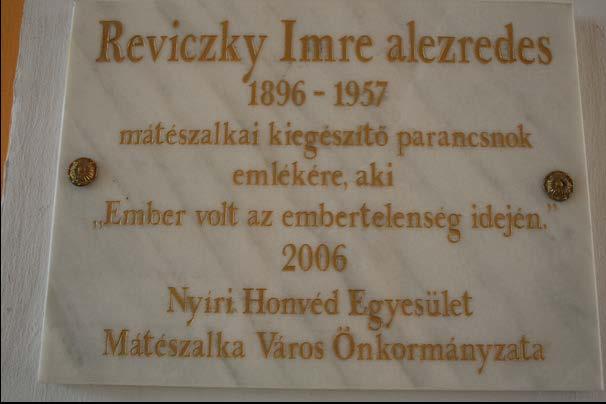 Reviczky Imre alezredes
1896 - 1957
mátészalkai kiegészítő parancsnok
emlékére, aki
„Ember volt az embertelenség idején.”
2006
Nyíri Honvéd Egyesület
Mátészalka Város Önkormányzata